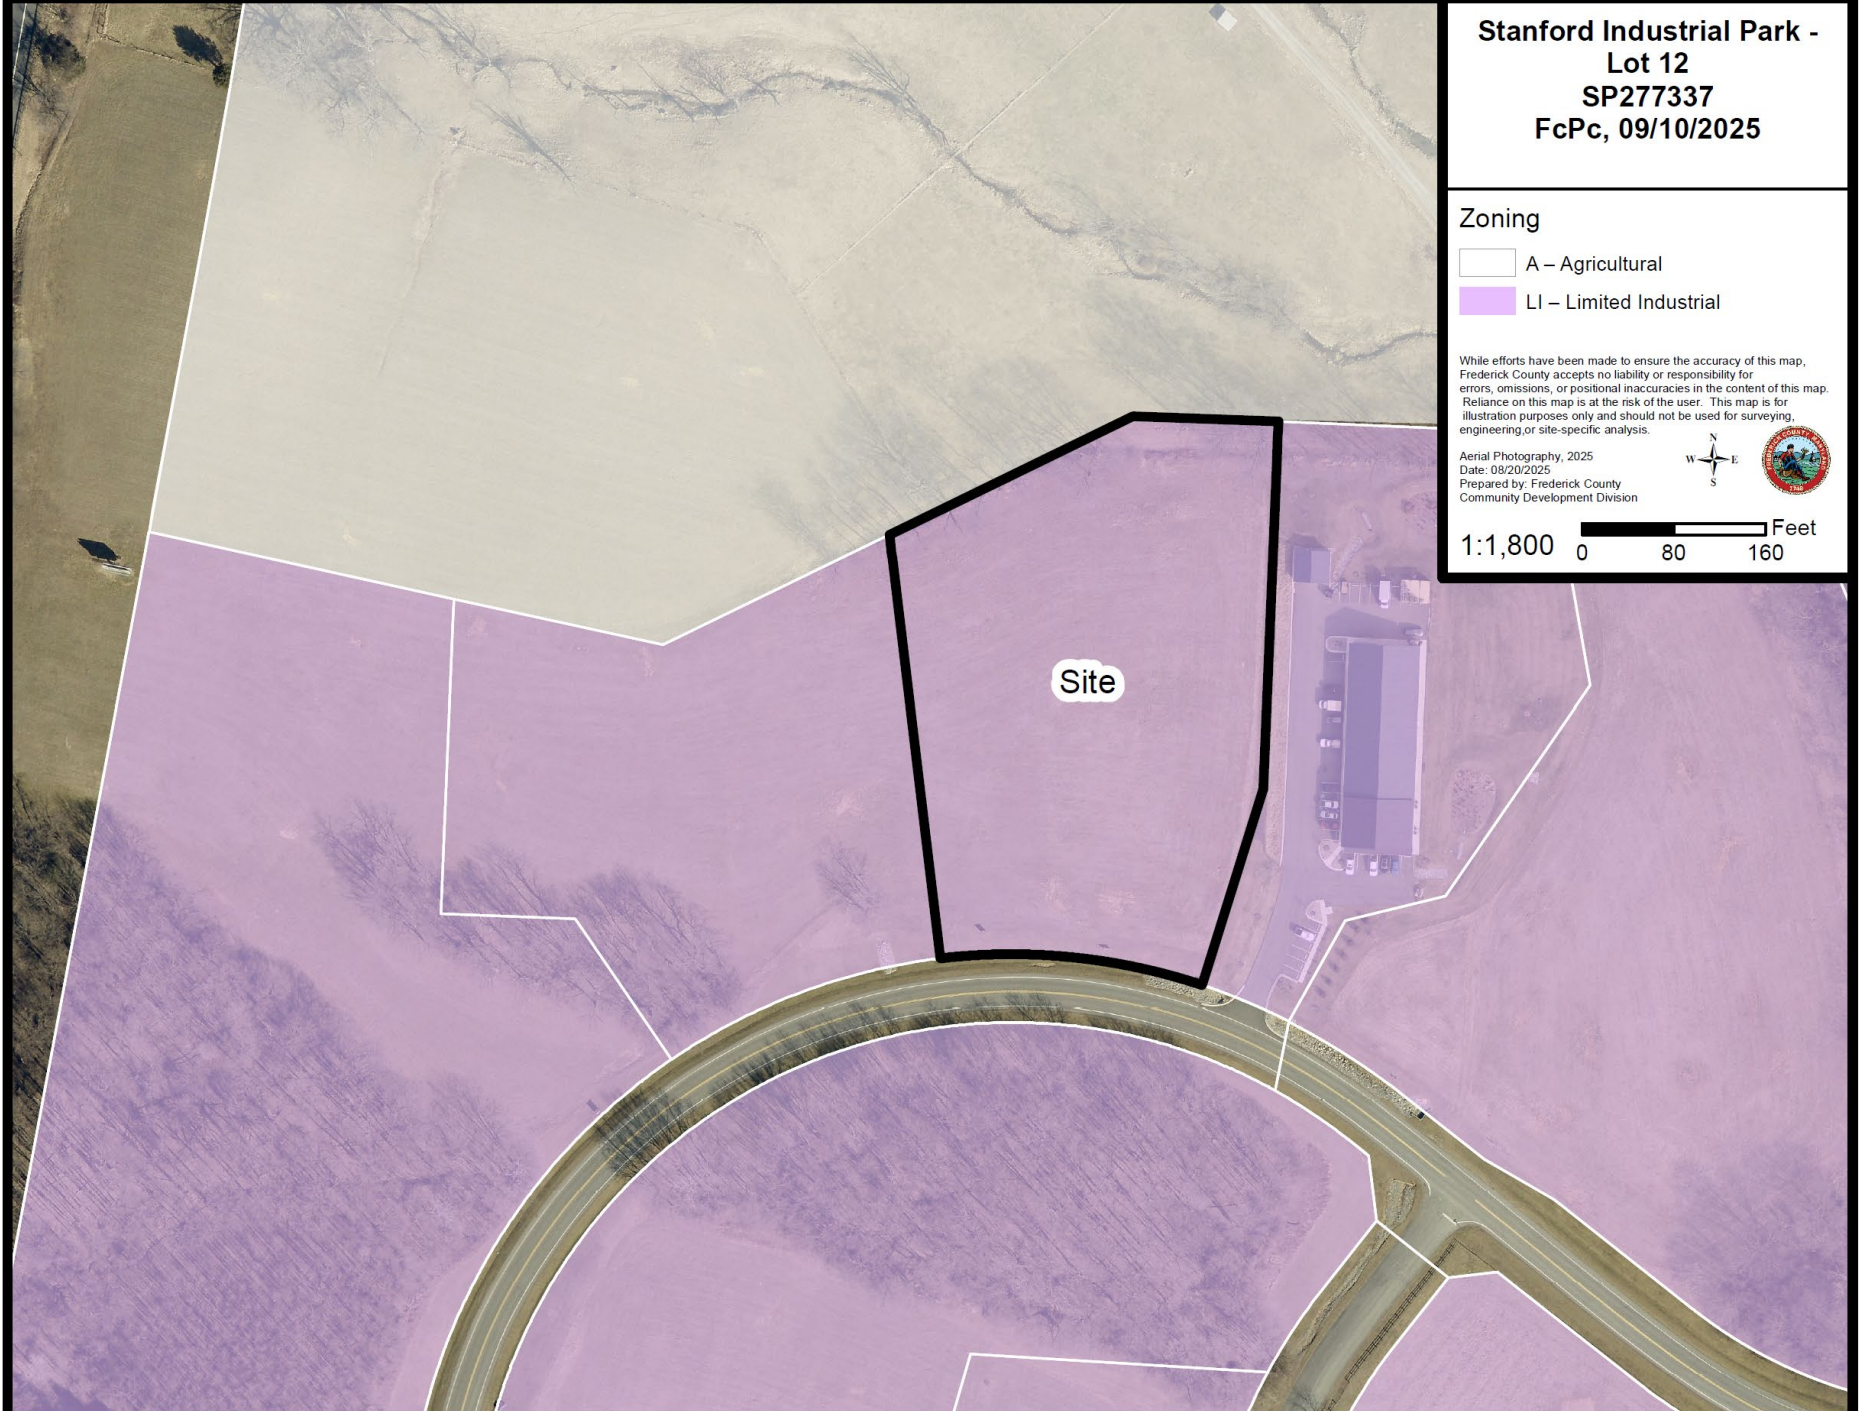 Stanford Industrial Park -
Lot 12
SP277337
FcPc, 09/10/2025
Zoning
A – Agricultural
LI – Limited Industrial
While efforts have been made to ensure the accuracy of this map,
Frederick County accepts no liability or responsibility for
errors, omissions, or positional inaccuracies in the content of this map.
Reliance on this map is at the risk of the user. This map is for
illustration purposes only and should not be used for surveying,
engineering,or site-specific analysis.
N
W E
S
Aerial Photography, 2025
Date: 08/20/2025
Prepared by: Frederick County
Community Development Division
FREDERICK COUNTY, MARYLAND
1748
1:1,800
Feet
0 80 160
Site